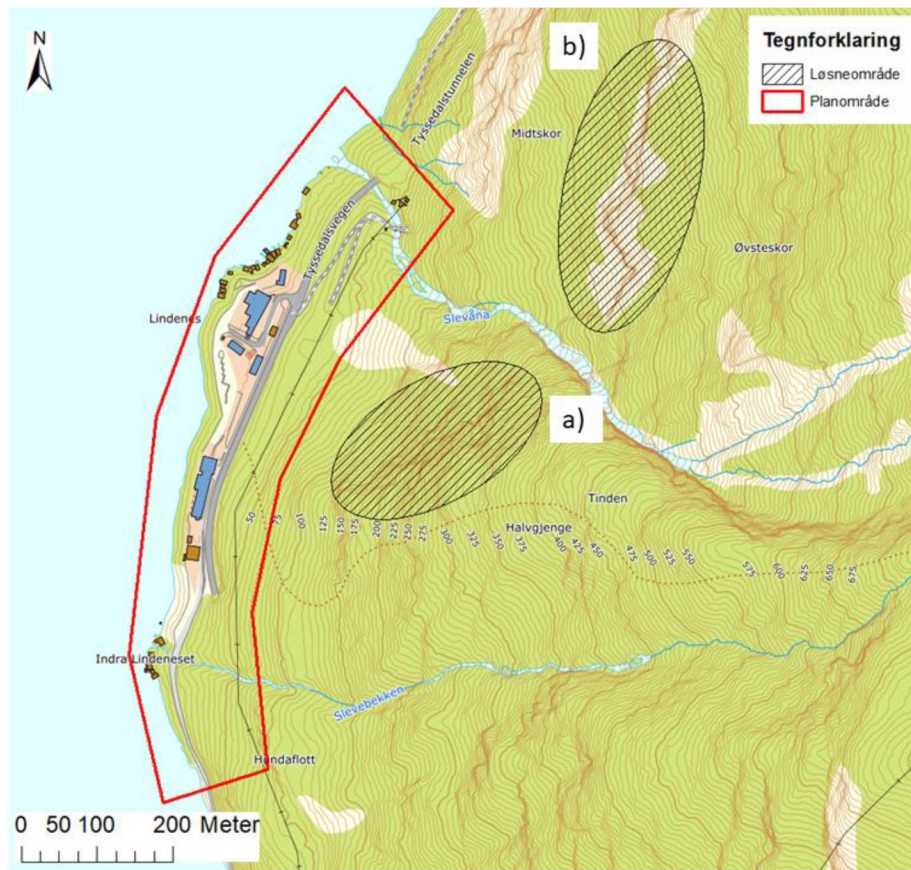 N
b)
Tegnforklaring
Løsneområde
Planområde
Tyssedalstunnelen
Midtskor
Øvsteskor
Tyssedalsvegen
Lindenes
Slevåna
a)
Tinden
Halvgjenge
50
75
100
125
150
175
200
225
250
275
300
325
350
375
400
425
450
475
500
525
550
575
600
625
650
675
Indra Lindeneset
Slevebekken
Hundaflott
0 50 100 200 Meter